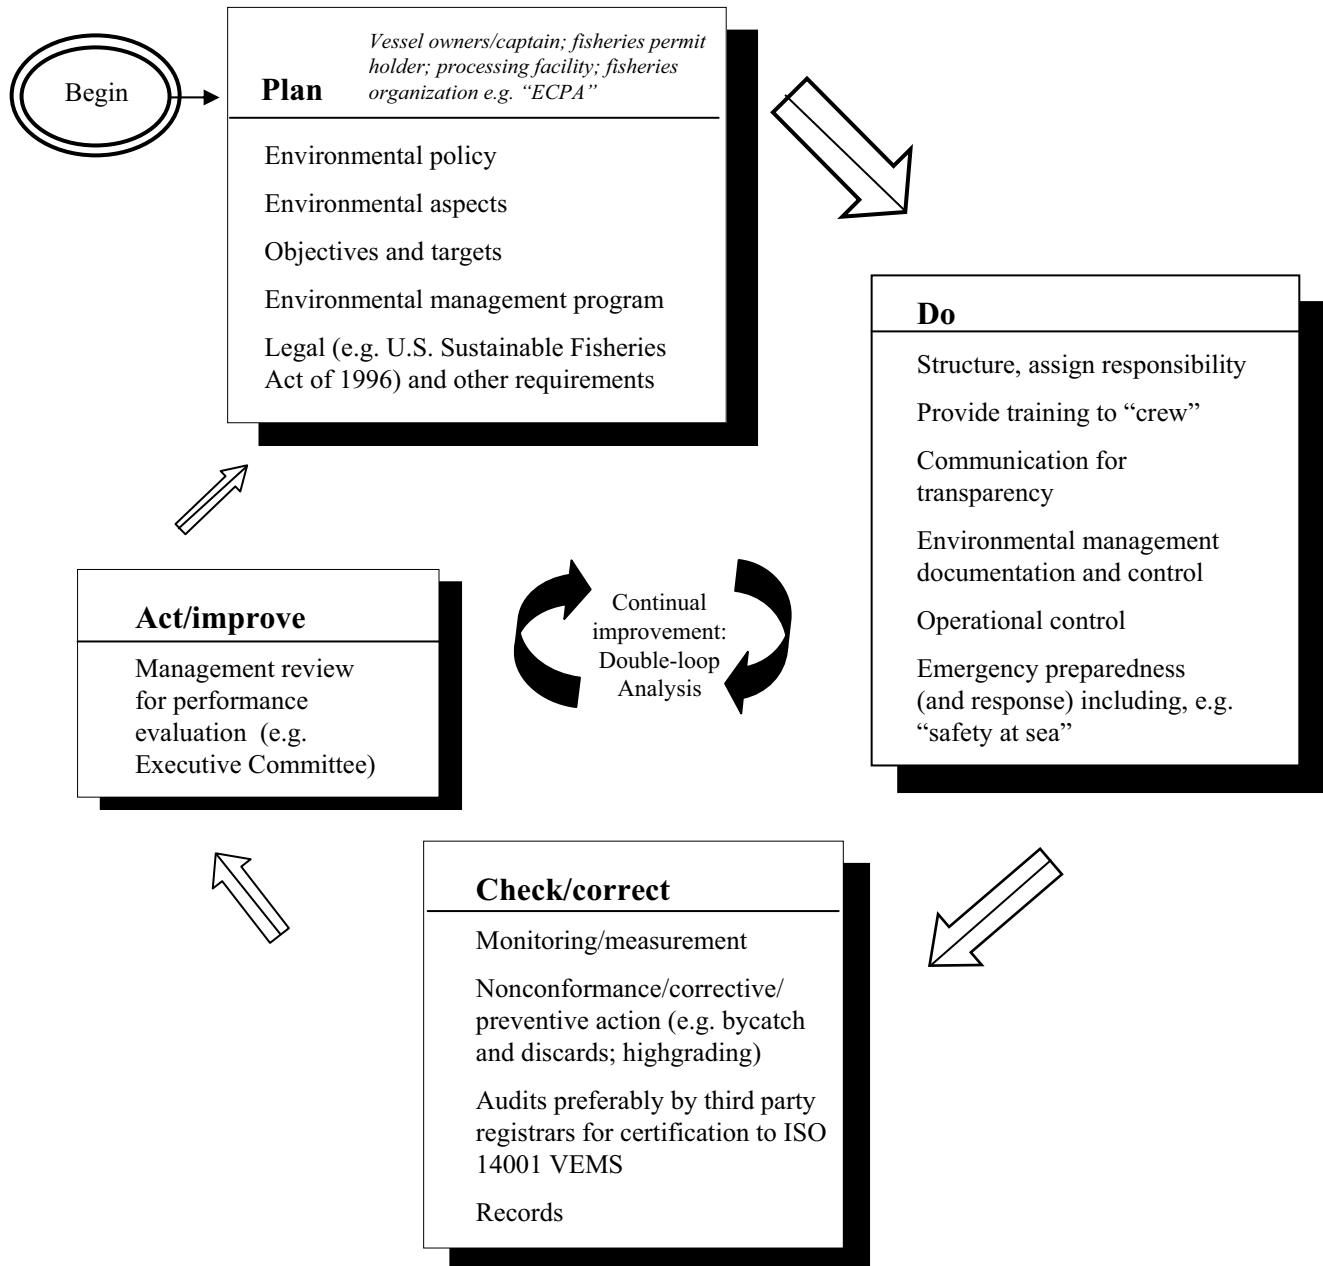 Begin
Plan
Vessel owners/captain; fisheries permit
holder; processing facility; fisheries
organization e.g. “ECPA”
Environmental policy
Environmental aspects
Objectives and targets
Environmental management program
Legal (e.g. U.S. Sustainable Fisheries
Act of 1996) and other requirements
Do
Structure, assign responsibility
Provide training to “crew”
Communication for
transparency
Environmental management
documentation and control
Operational control
Emergency preparedness
(and response) including, e.g.
“safety at sea”
Continual
improvement:
Double-loop
Analysis
Act/improve
Management review
for performance
evaluation (e.g.
Executive Committee)
Check/correct
Monitoring/measurement
Nonconformance/corrective/
preventive action (e.g. bycatch
and discards; highgrading)
Audits preferably by third party
registrars for certification to ISO
14001 VEMS
Records